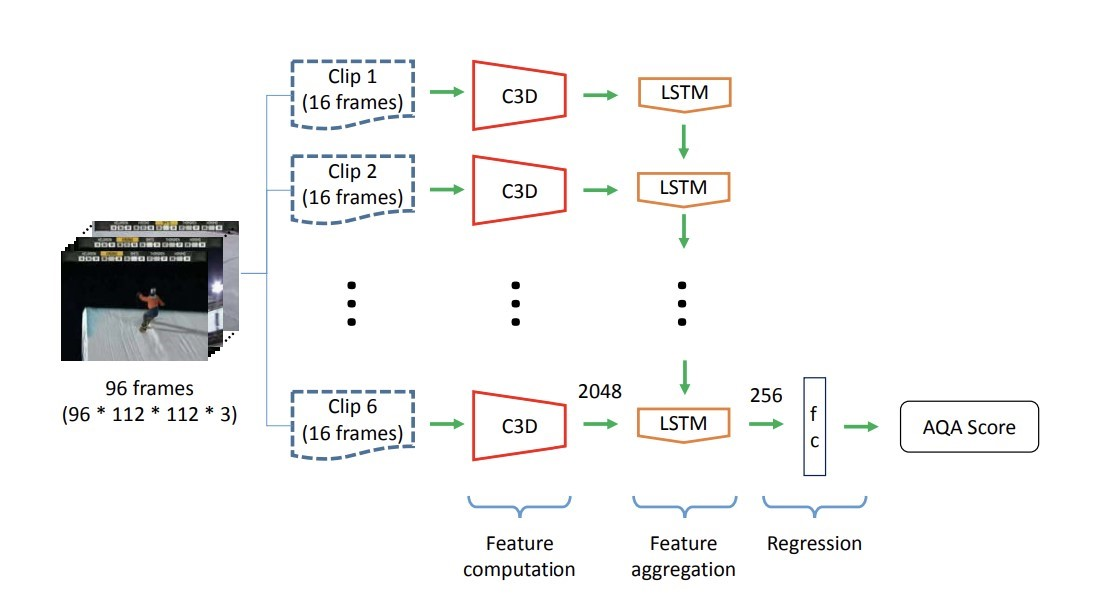 Clip 1
(16 frames)
C3D
LSTM
Clip 2
(16 frames)
C3D
LSTM
96 frames
(96 * 112 * 112 * 3)
Clip 6
(16 frames)
C3D
2048
LSTM
256
f
c
AQA Score
Feature
computation
Feature
aggregation
Regression